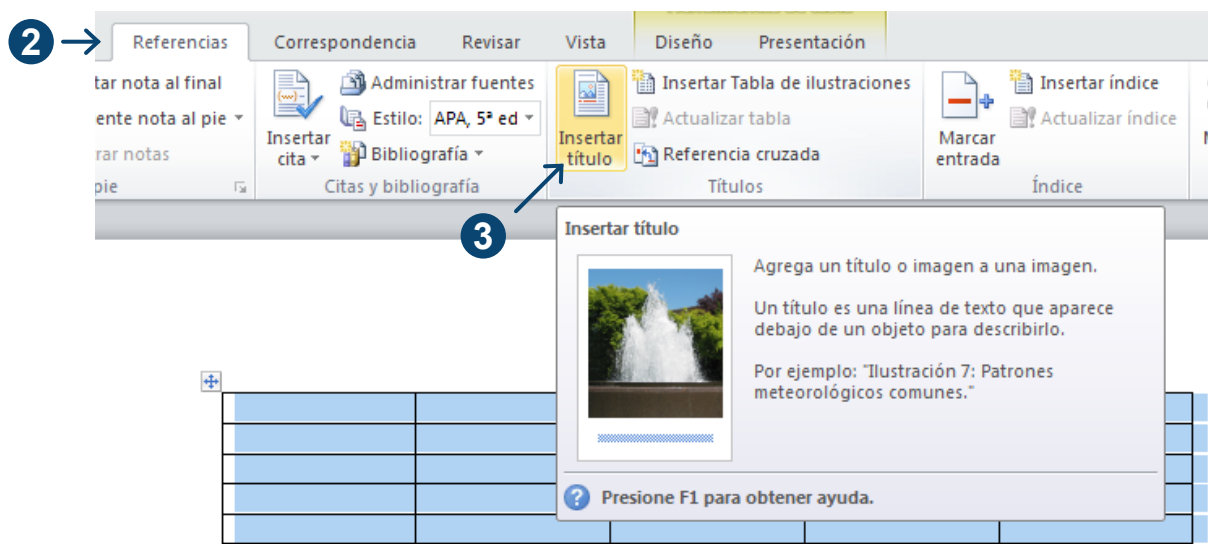 2
Referencias Correspondencia Revisar Vista Diseño Presentación
tar nota al final
ente nota al pie
rar notas
pie
Insertar cita
Administrar fuentes
Estilo: APA, 5ª ed
Bibliografía
Citas y bibliografía
Insertar título
Insertar Tabla de ilustraciones
Actualizar tabla
Referencia cruzada
Títulos
Marcar entrada
Insertar índice
Actualizar índice
Índice
3
Insertar título
Agrega un título o imagen a una imagen.
Un título es una línea de texto que aparece
debajo de un objeto para describirlo.
Por ejemplo: "Ilustración 7: Patrones
meteorológicos comunes."
Presione F1 para obtener ayuda.